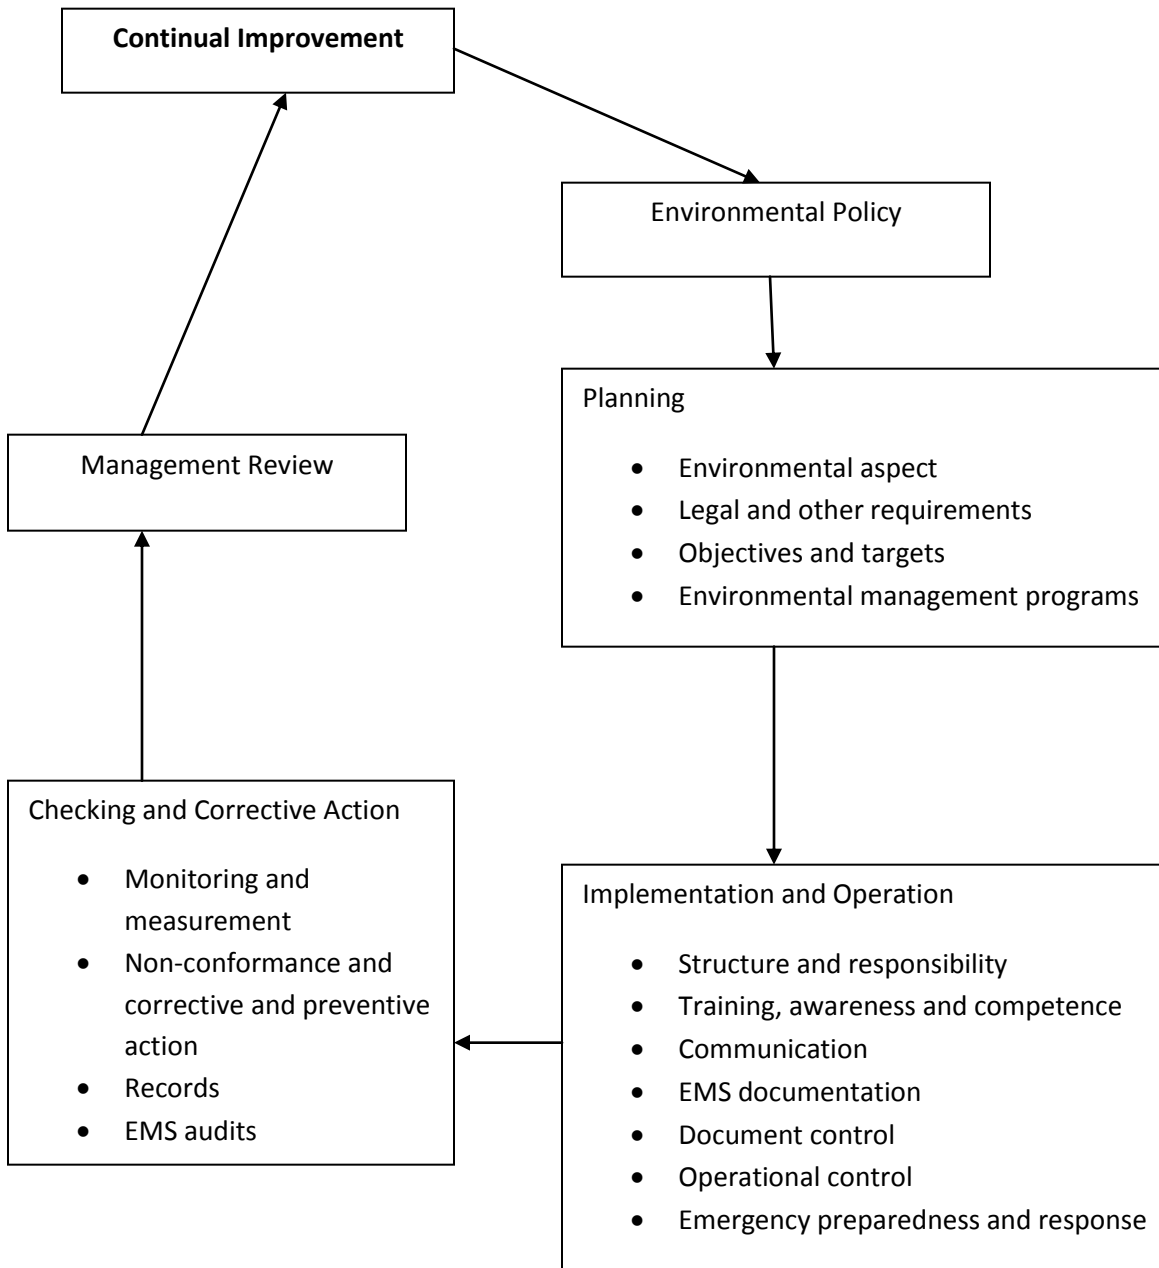 Continual Improvement
Environmental Policy
Planning
• Environmental aspect
• Legal and other requirements
• Objectives and targets
• Environmental management programs
Management Review
Checking and Corrective Action
• Monitoring and
measurement
• Non-conformance and
corrective and preventive
action
• Records
• EMS audits
Implementation and Operation
• Structure and responsibility
• Training, awareness and competence
• Communication
• EMS documentation
• Document control
• Operational control
• Emergency preparedness and response